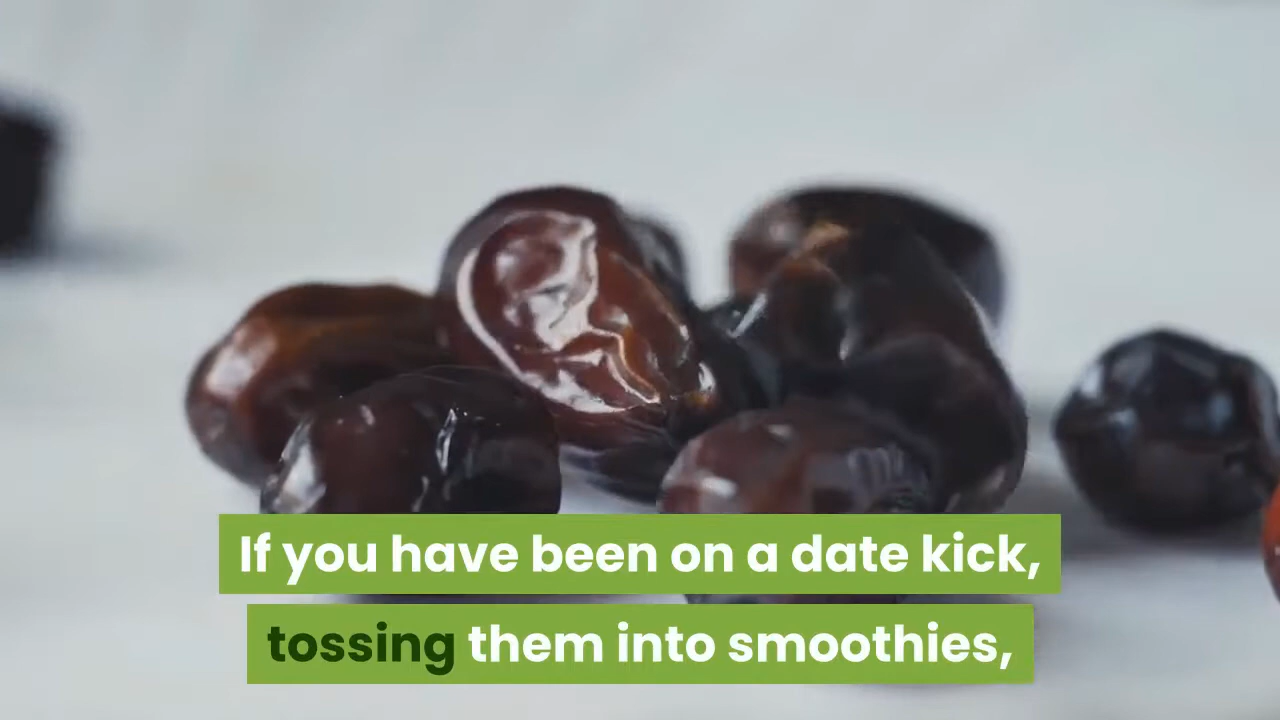 If you have been on a date kick,
tossing them into smoothies,